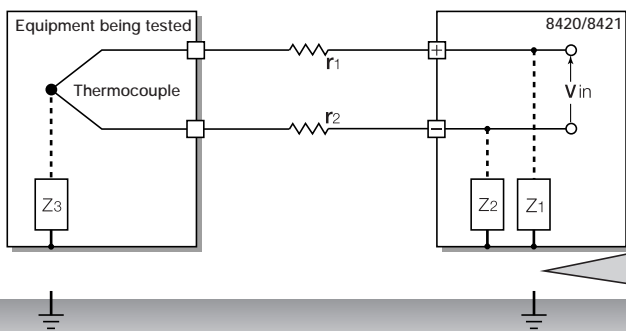 Equipment being tested
8420/8421
r1
+
Thermocouple
Vin
r2
−
Z3
Z2
Z1